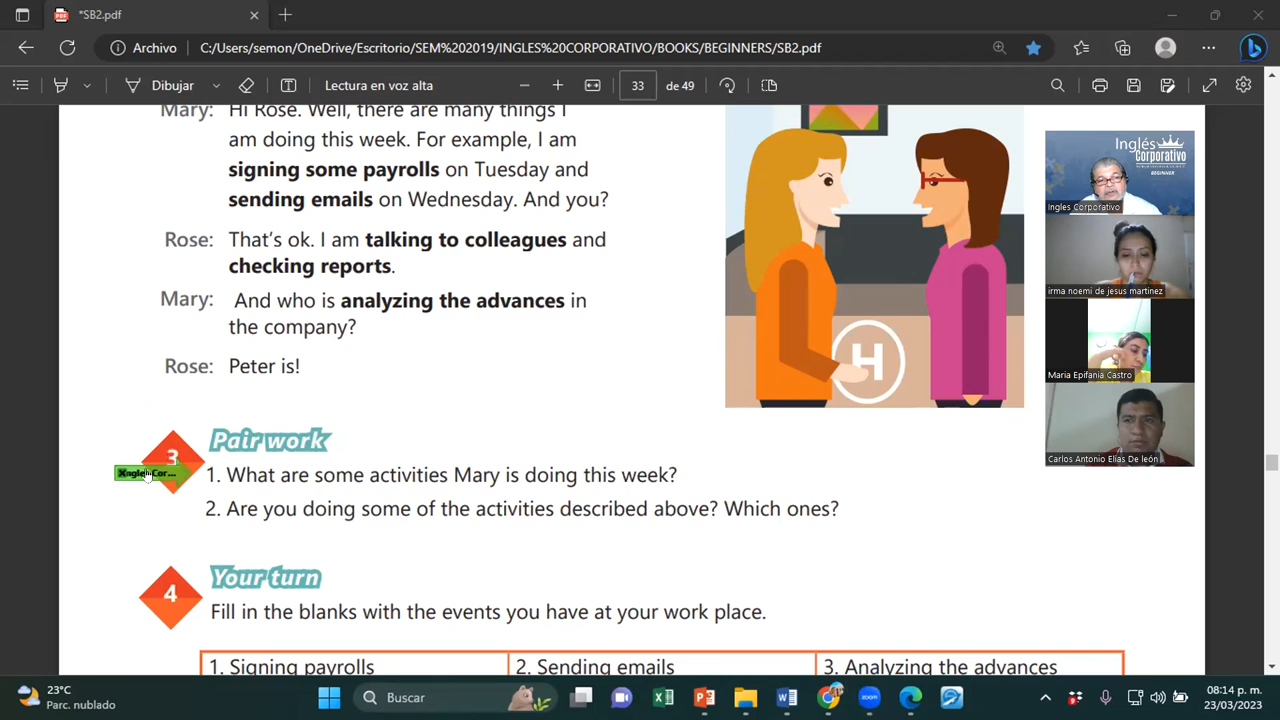 *SB2.pdf
Archivo
C:/Users/semon/OneDrive/Escritorio/SEM%202019/INGLES%20CORPORATIVO/BOOKS/BEGINNERS/SB2.pdf
Dibujar
Lectura en voz alta
33
de 49
Mary: Hi Rose. Well, there are many things I
am doing this week. For example, I am
signing some payrolls on Tuesday and
sending emails on Wednesday. And you?
Rose: That's ok. I am talking to colleagues and
checking reports.
Mary: And who is analyzing the advances in
the company?
Rose: Peter is!
H
Inglés
Corporativo
BEGINNER
Ingles Corporativo
irma noemi de jesus martinez
Maria Epifania Castro
Carlos Antonio Elías De león
3
Pair work
1. What are some activities Mary is doing this week?
2. Are you doing some of the activities described above? Which ones?
4
Your turn
Fill in the blanks with the events you have at your work place.
1. Signing payrolls
2. Sending emails
3. Analyzing the advances
23°C
Parc. nublado
Buscar
08:14 p. m.
23/03/2023